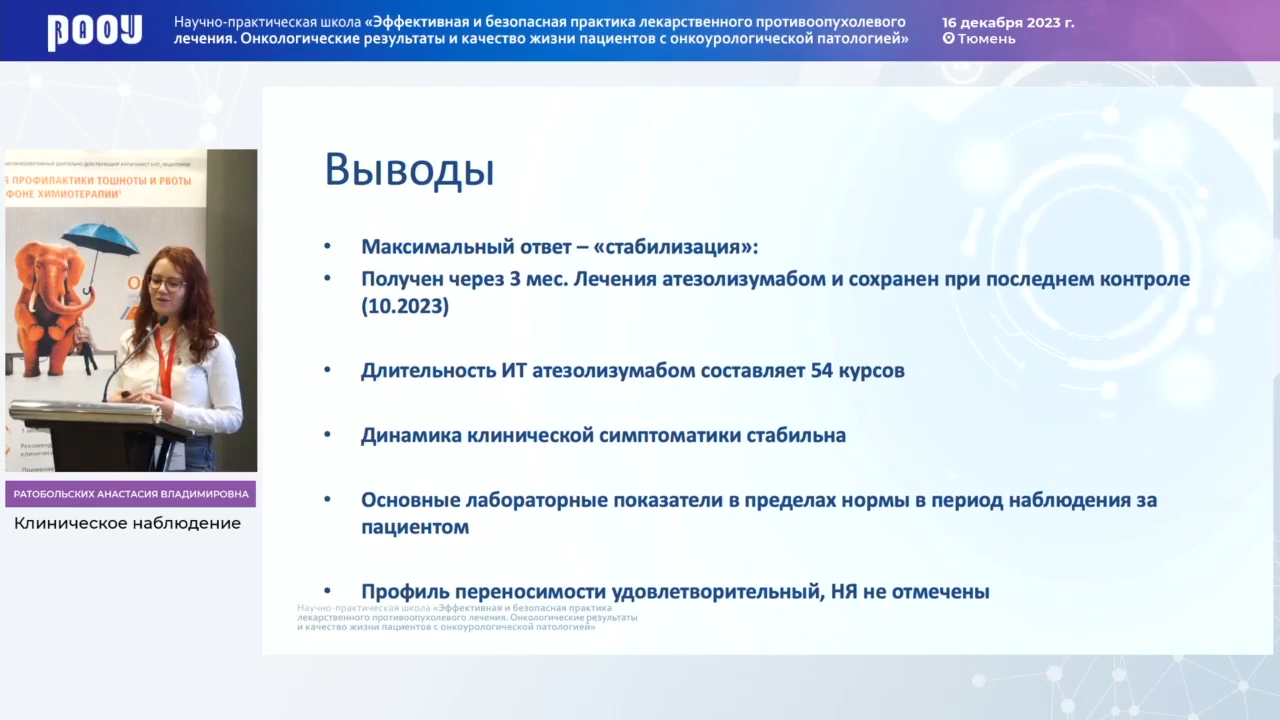 РООУ
RAOU
Научно-практическая школа «Эффективная и безопасная практика лекарственного противоопухолевого
лечения. Онкологические результаты и качество жизни пациентов с онкоурологической патологией»
16 декабря 2023 г.
Тюмень
Я ПРОФИЛАКТИКИ ТОШНОТЫ И РВОТЫ
ФОНЕ ХИМИОТЕРАПИИ
РАТОБОЛЬСКИХ АНАСТАСИЯ ВЛАДИМИРОВНА
Клиническое наблюдение
Выводы
• Максимальный ответ – «стабилизация»:
• Получен через 3 мес. Лечения атезолизумабом и сохранен при последнем контроле
(10.2023)
• Длительность ИТ атезолизумабом составляет 54 курсов
• Динамика клинической симптоматики стабильна
• Основные лабораторные показатели в пределах нормы в период наблюдения за
пациентом
• Профиль переносимости удовлетворительный, НЯ не отмечены
Научно-практическая школа «Эффективная и безопасная практика
лекарственного противоопухолевого лечения. Онкологические результаты
и качество жизни пациентов с онкоурологической патологией»